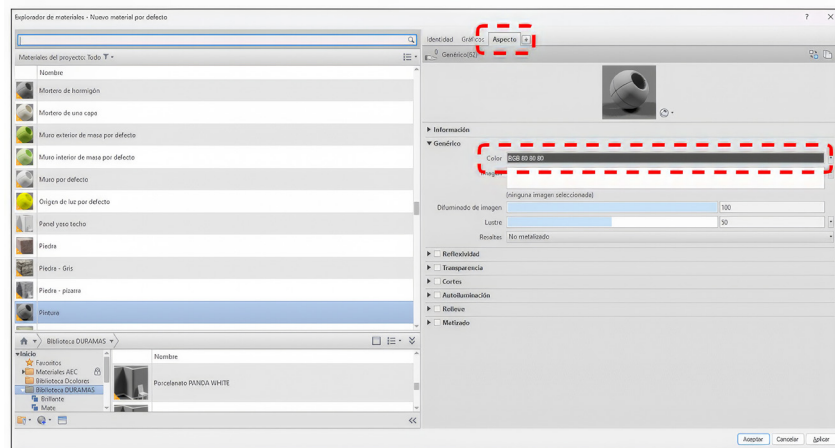 Explorador de materiales - Nuevo material por defecto
? X
Materiales del proyecto: Todo
Nombre
Mortero de hormigón
Mortero de una capa
Muro exterior de masa por defecto
Muro interior de masa por defecto
Muro por defecto
Origen de luz por defecto
Panel yeso techo
Piedra
Piedra - Gris
Piedra - pizarra
Pintura
Biblioteca DURAMAS
Inicio
Favoritos
Materiales AEC
Biblioteca Ocolores
Biblioteca DURAMAS
Brillante
Mate
Nombre
Porcelanato PANDA WHITE
Identidad Gráficos Aspecto +
0 Genérico(62)
Información
Genérico
Color RGB 80 80 80
Imagen
(ninguna imagen seleccionada)
Difuminado de imagen 100
Lustre 50
Resaltes No metalizado
Reflexividad
Transparencia
Cortes
Autoiluminación
Relieve
Matizado
Aceptar Cancelar Aplicar